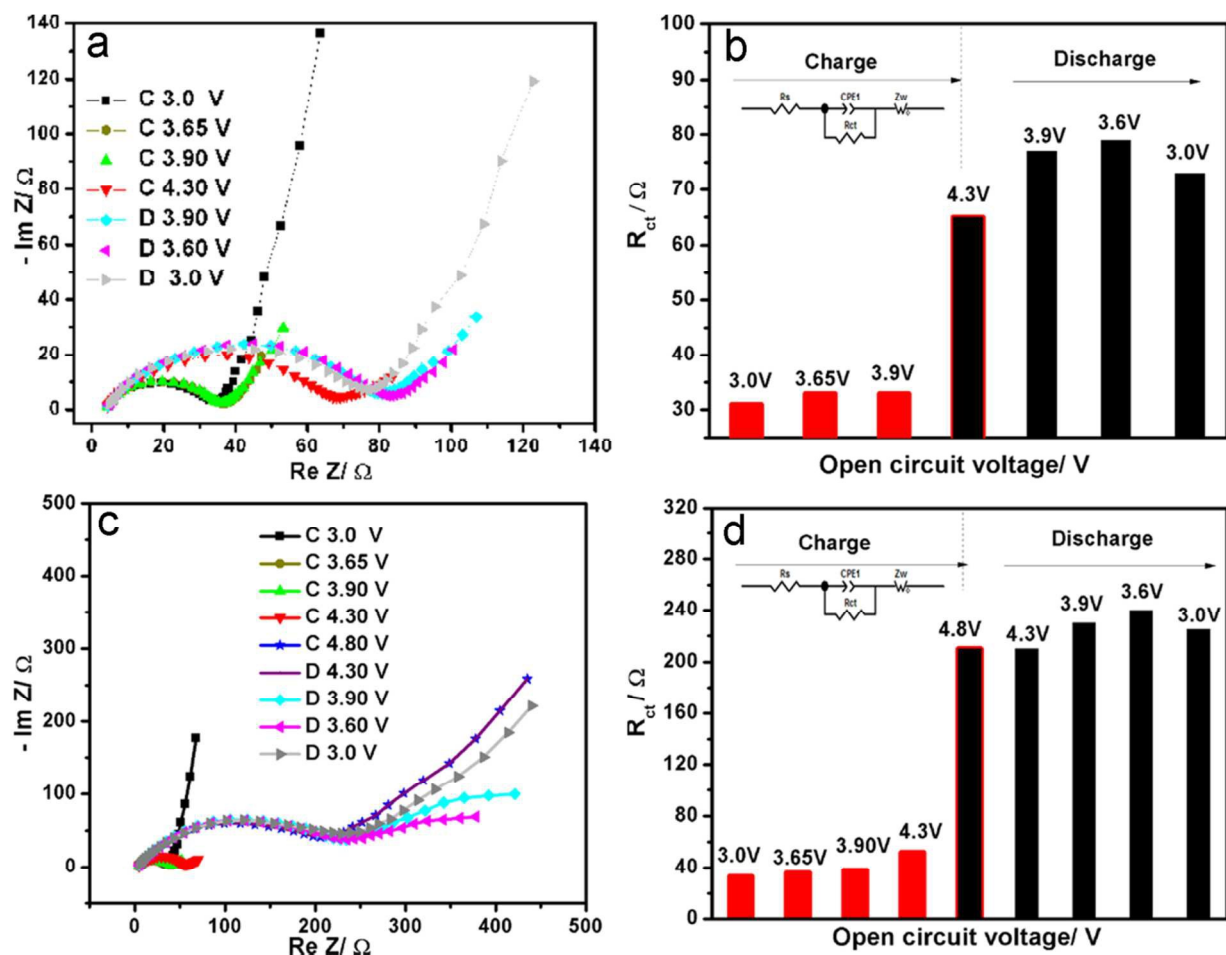 a
140
120
100
80
60
40
20
0
- Im Z/ Ω
C 3.0 V
C 3.65 V
C 3.90 V
C 4.30 V
D 3.90 V
D 3.60 V
D 3.0 V
0 20 40 60 80 100 120 140
Re Z/ Ω
b
100
90
80
70
60
50
40
30
Rct / Ω
Charge
Discharge
Rs CPE1 Zw
Rct
3.0V 3.65V 3.9V 4.3V 3.9V 3.6V 3.0V
Open circuit voltage/ V
c
500
400
300
200
100
0
- Im Z/ Ω
C 3.0 V
C 3.65 V
C 3.90 V
C 4.30 V
C 4.80 V
D 4.30 V
D 3.90 V
D 3.60 V
D 3.0 V
0 100 200 300 400 500
Re Z/ Ω
d
320
280
240
200
160
120
80
40
0
Rct / Ω
Charge
Discharge
Rs CPE1 Zw
Rct
3.0V 3.65V 3.90V 4.3V 4.8V 4.3V 3.9V 3.6V 3.0V
Open circuit voltage/ V